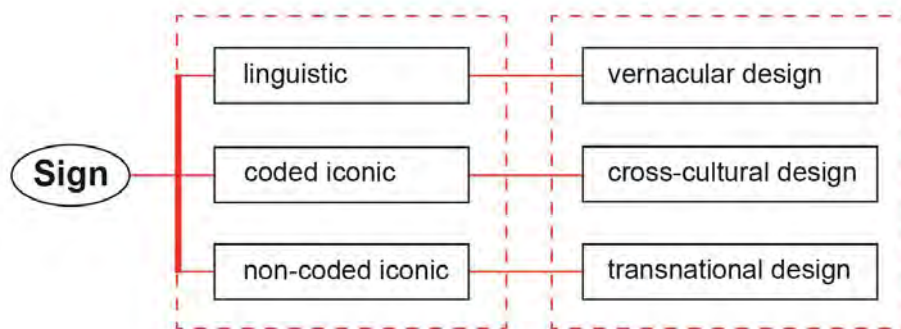 linguistic
vernacular design
Sign
coded iconic
cross-cultural design
non-coded iconic
transnational design